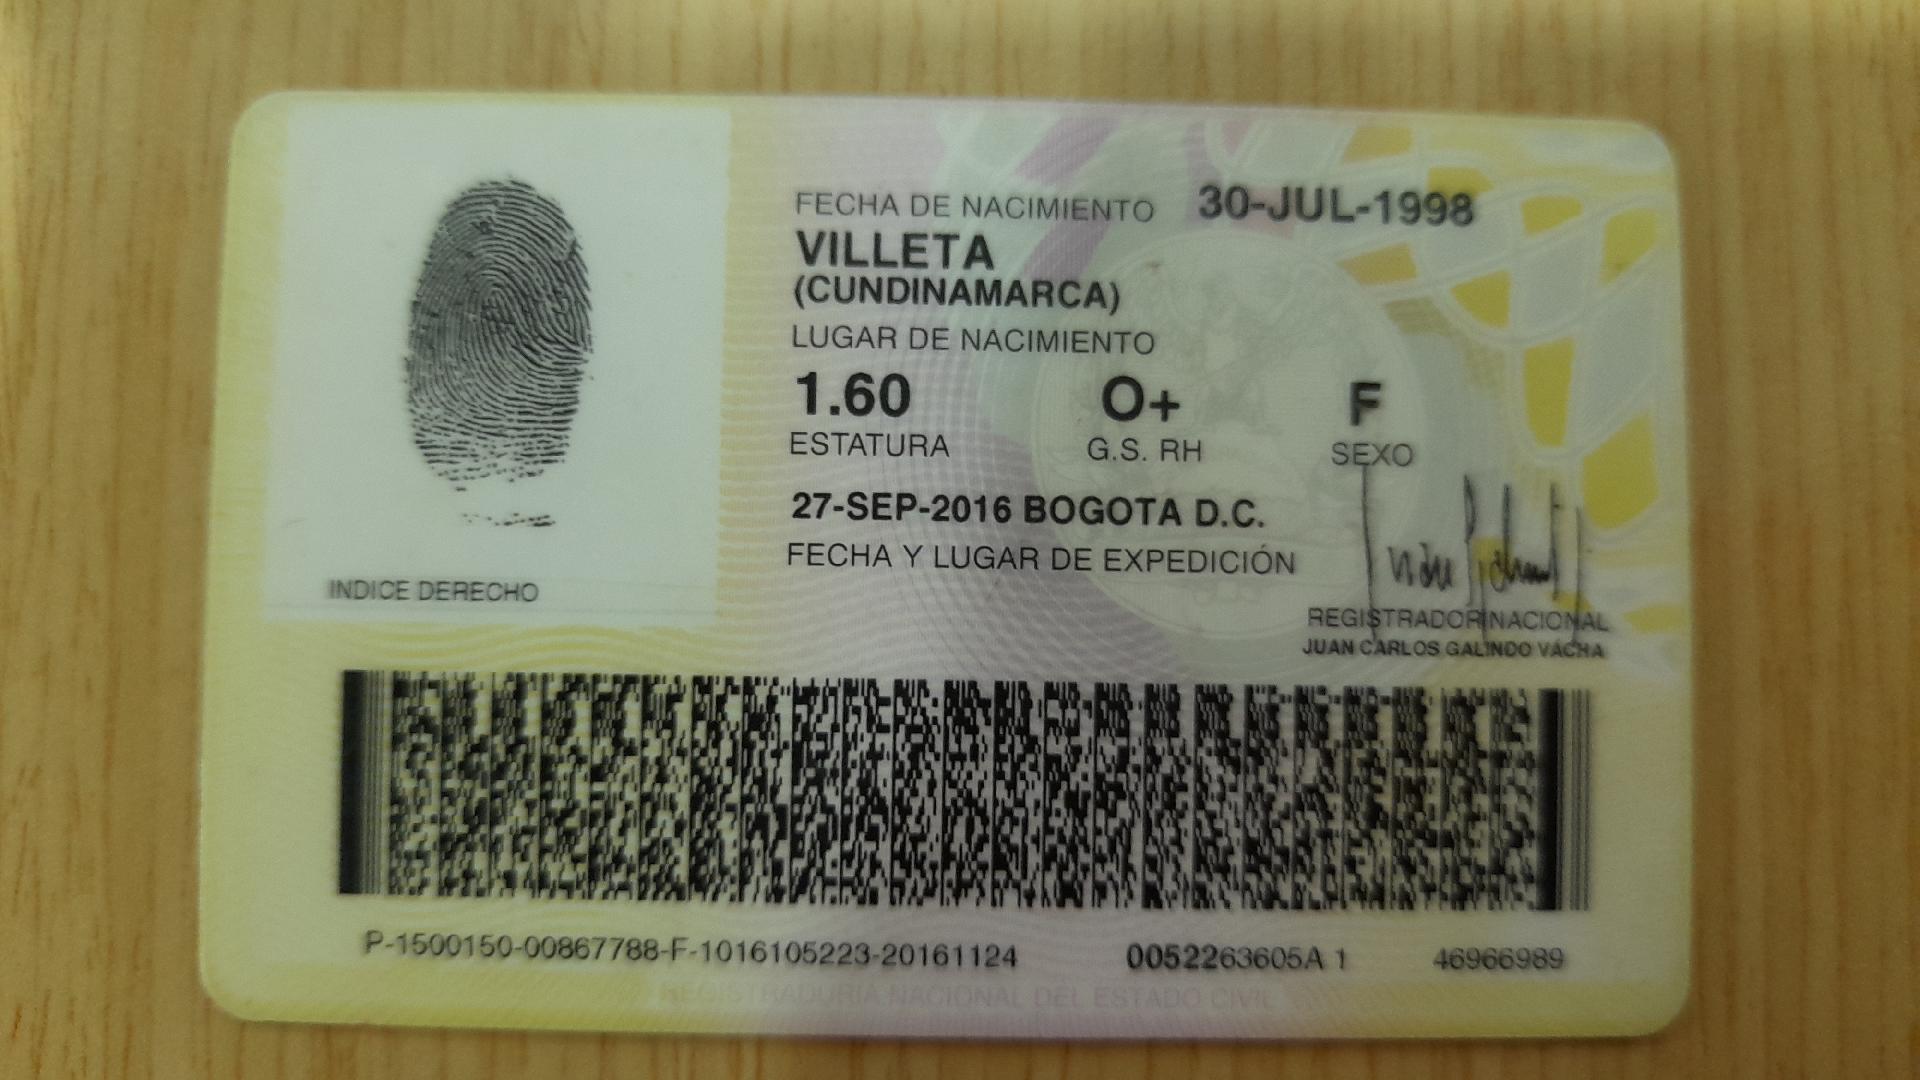 FECHA DE NACIMIENTO 30-JUL-1998
VILLETA
(CUNDINAMARCA)
LUGAR DE NACIMIENTO
1.60 O+ F
ESTATURA G.S. RH SEXO
27-SEP-2016 BOGOTA D.C.
FECHA Y LUGAR DE EXPEDICIÓN
INDICE DERECHO
REGISTRADOR NACIONAL
JUAN CARLOS GALINDO VÁCHA
P-1500150-00867788-F-1016105223-20161124 0052263605A 1 46966989
REGISTRADURIA NACIONAL DEL ESTADO CIVIL